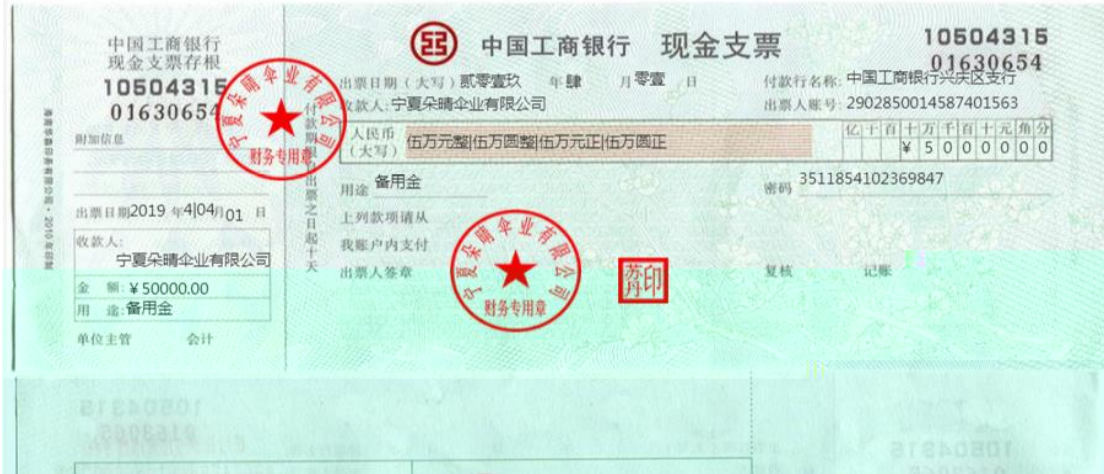 中国工商银行
现金支票存根
10504315
01630654
附加信息
出票日期2019 年4|04月01 日
收款人:
宁夏朵晴伞业有限公司
金 额:¥50000.00
用 途:备用金
单位主管 会计
宁夏朵晴伞业有限公司
财务专用章
付款期限自出票之日起十天
中国工商银行 现金支票
10504315
01630654
出票日期(大写)贰零壹玖 年肆 月零壹 日
付款行名称:中国工商银行兴庆区支行
收款人:宁夏朵晴伞业有限公司
出票人账号:2902850014587401563
人民币
(大写)
伍万元整|伍万圆整|伍万元正|伍万圆正
亿千百十万千百十元角分
¥5000000
用途 备用金
密码 3511854102369847
上列款项请从
我账户内支付
出票人签章
宁夏朵晴伞业有限公司
财务专用章
苏丹印
复核 记账